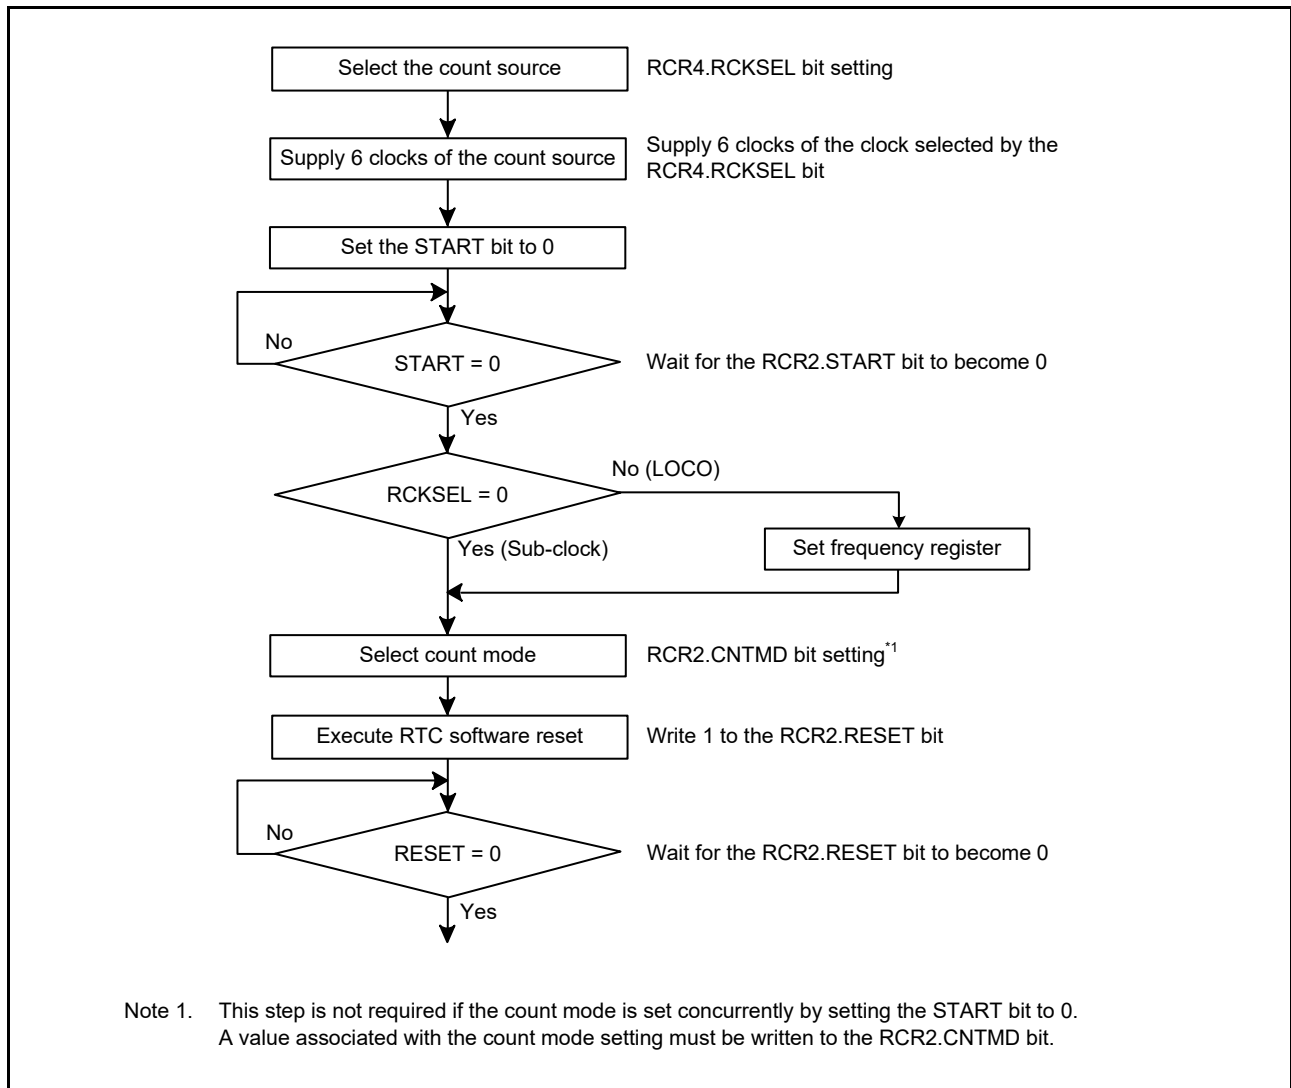 Select the count source
RCR4.RCKSEL bit setting
Supply 6 clocks of the count source
Supply 6 clocks of the clock selected by the
RCR4.RCKSEL bit
Set the START bit to 0
No
START = 0
Wait for the RCR2.START bit to become 0
Yes
No (LOCO)
RCKSEL = 0
Yes (Sub-clock)
Set frequency register
Select count mode
RCR2.CNTMD bit setting*1
Execute RTC software reset
Write 1 to the RCR2.RESET bit
No
RESET = 0
Wait for the RCR2.RESET bit to become 0
Yes
Note 1. This step is not required if the count mode is set concurrently by setting the START bit to 0.
A value associated with the count mode setting must be written to the RCR2.CNTMD bit.